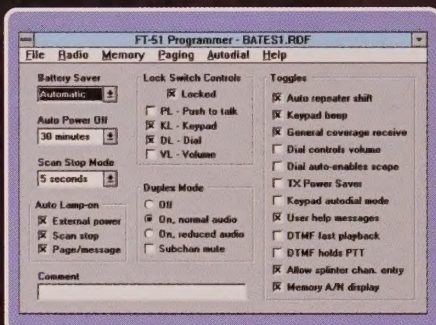 FT-51 Programmer - BATES1.RDF
File Radio Memory Paging Autodial Help
Battery Saver
Automatic
Auto Power Off
30 minutes
Scan Stop Mode
5 seconds
Auto Lamp-on
External power
Scan stop
Page/message
Comment
Lock Switch Controls
Locked
PL - Push to talk
KL - Keypad
DL - Dial
VL - Volume
Duplex Mode
Off
On, normal audio
On, reduced audio
Subchan mute
Toggles
Auto repeater shift
Keypad beep
General coverage receive
Dial controls volume
Dial auto-enables scope
TX Power Saver
Keypad autodial mode
User help messages
DTMF fast playback
DTMF holds PTT
Allow splinter chan. entry
Memory A/N display